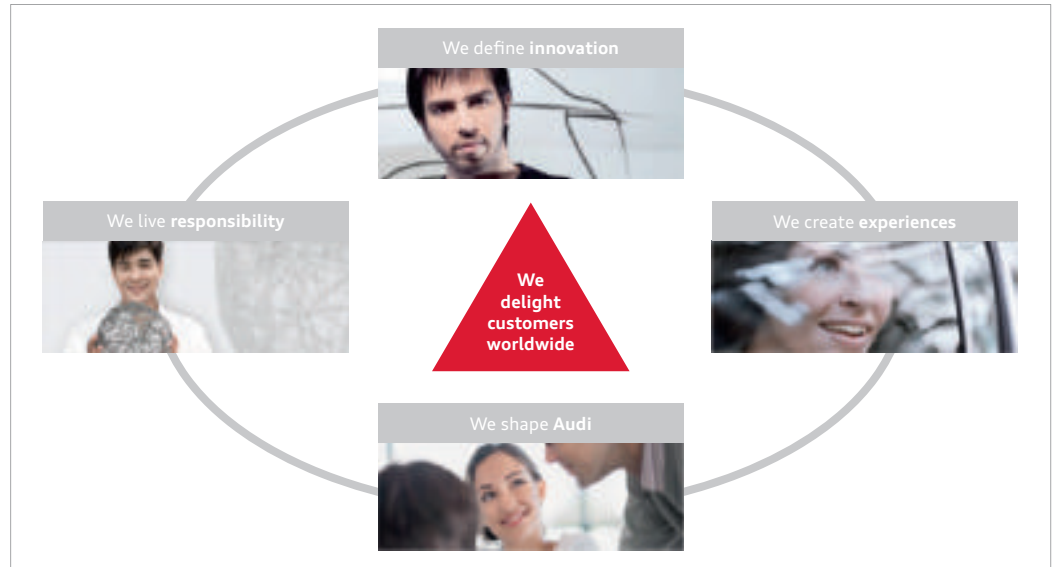 We define innovation
We live responsibility
We create experiences
We
delight
customers
worldwide
We shape Audi